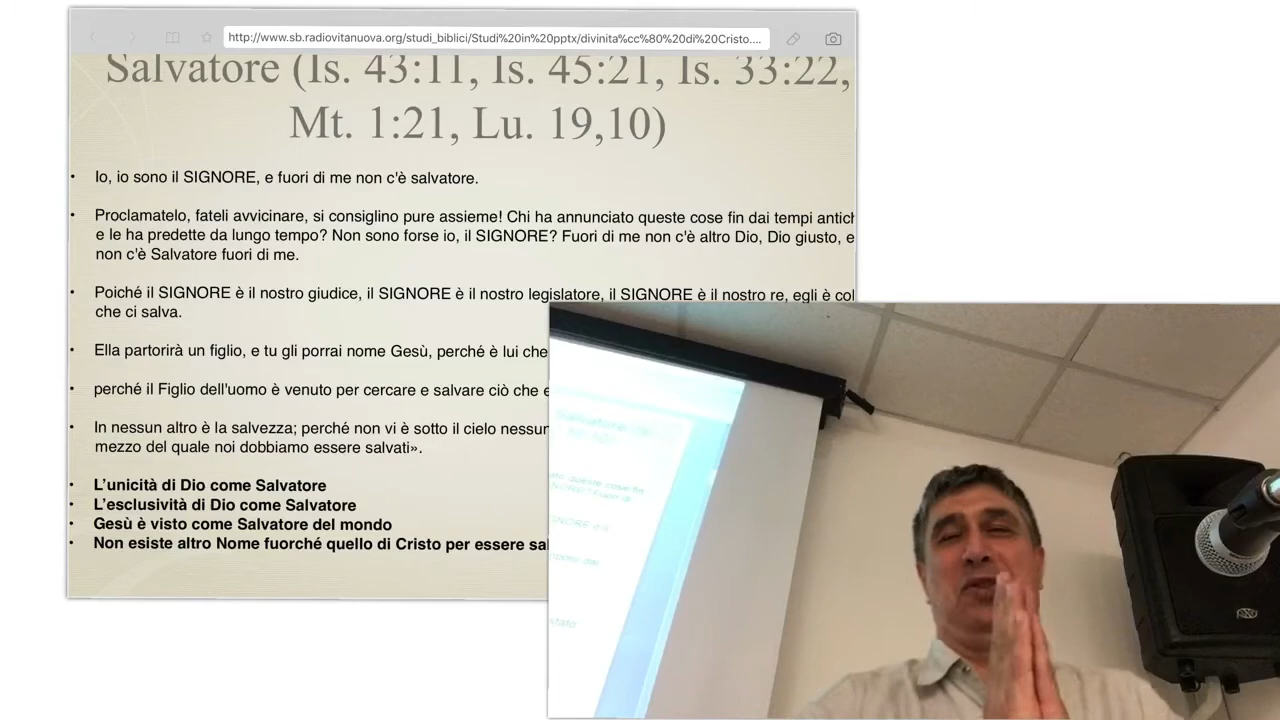 http://www.sb.radiovitanuova.org/studi_biblici/Studi%20in%20pptx/divinita%cc%80%20di%20Cristo....
Salvatore (Is. 43:11, Is. 45:21, Is. 33:22,
Mt. 1:21, Lu. 19,10)
• Io, io sono il SIGNORE, e fuori di me non c'è salvatore.
• Proclamatelo, fateli avvicinare, si consiglino pure assieme! Chi ha annunciato queste cose fin dai tempi antich
e le ha predette da lungo tempo? Non sono forse io, il SIGNORE? Fuori di me non c'è altro Dio, Dio giusto, e
non c'è Salvatore fuori di me.
• Poiché il SIGNORE è il nostro giudice, il SIGNORE è il nostro legislatore, il SIGNORE è il nostro re, egli è col
che ci salva.
• Ella partorirà un figlio, e tu gli porrai nome Gesù, perché è lui che
• perché il Figlio dell'uomo è venuto per cercare e salvare ciò che e
• In nessun altro è la salvezza; perché non vi è sotto il cielo nessun
mezzo del quale noi dobbiamo essere salvati».
• L'unicità di Dio come Salvatore
• L'esclusività di Dio come Salvatore
• Gesù è visto come Salvatore del mondo
• Non esiste altro Nome fuorché quello di Cristo per essere sal
Salvatore
queste cose fin